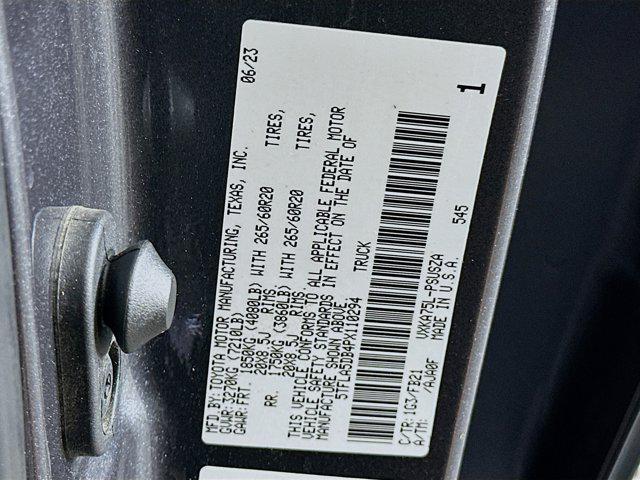 MFD. BY: TOYOTA MOTOR MANUFACTURING, TEXAS, INC. 06/23
GVWR: 3270KG (7210LB)
GAWR: FRT. 1850KG (4080LB) WITH 265/60R20 TIRES,
20X8.5J RIMS,
RR. 1750KG (3860LB) WITH 265/60R20 TIRES,
20X8.5J RIMS,
THIS VEHICLE CONFORMS TO ALL APPLICABLE FEDERAL MOTOR
VEHICLE SAFETY STANDARDS IN EFFECT ON THE DATE OF
MANUFACTURE SHOWN ABOVE.
5TFLA5DB4PX110294 TRUCK
C/TR: 1G3/FB21 VXKA75L-PSUSZA 545
A/TM: /AWA0F MADE IN U.S.A.
1